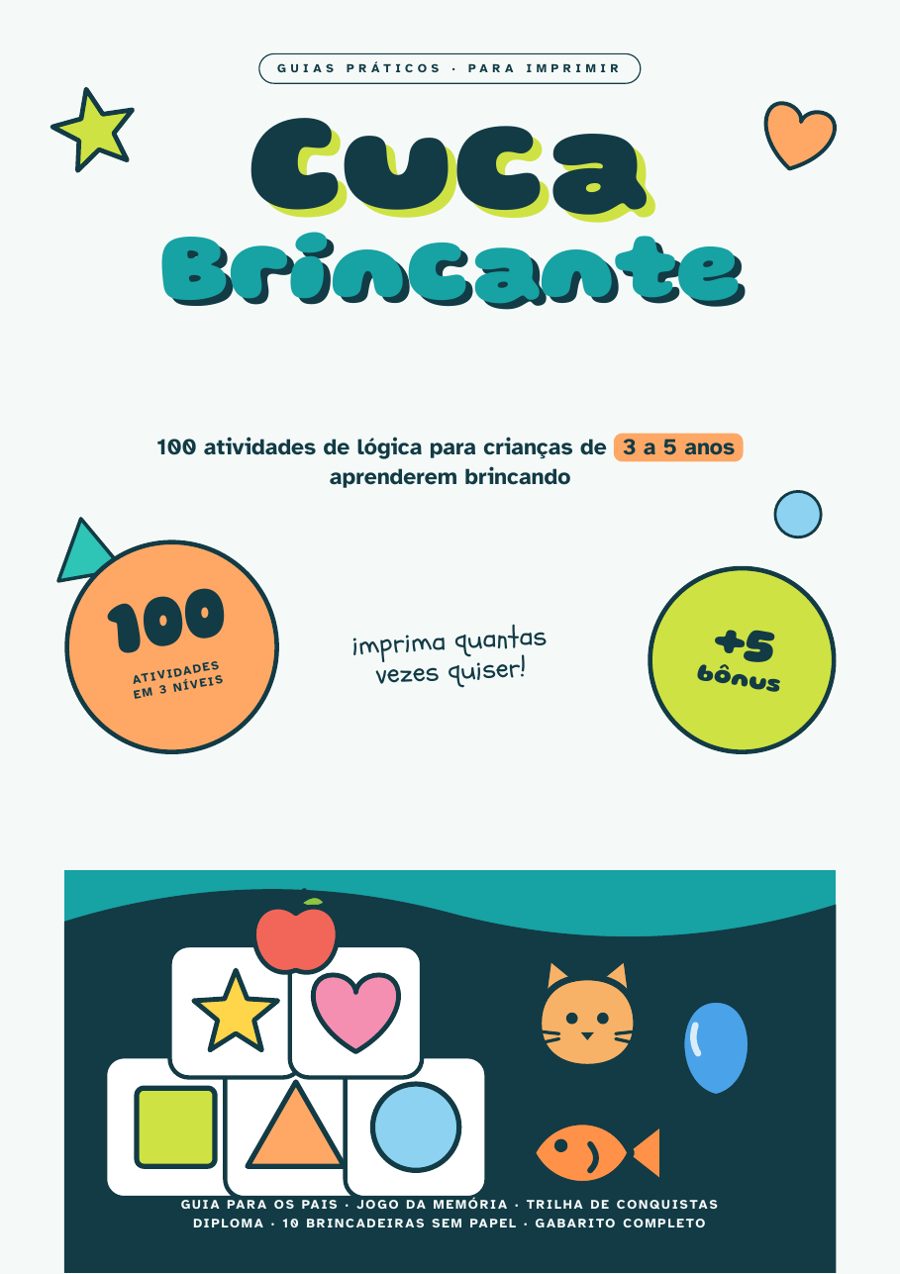 GUIAS PRÁTICOS · PARA IMPRIMIR
Cuca
Brincante
100 atividades de lógica para crianças de 3 a 5 anos
aprenderem brincando
100
ATIVIDADES
EM 3 NÍVEIS
imprima quantas
vezes quiser!
+5
bônus
GUIA PARA OS PAIS · JOGO DA MEMÓRIA · TRILHA DE CONQUISTAS
DIPLOMA · 10 BRINCADEIRAS SEM PAPEL · GABARITO COMPLETO